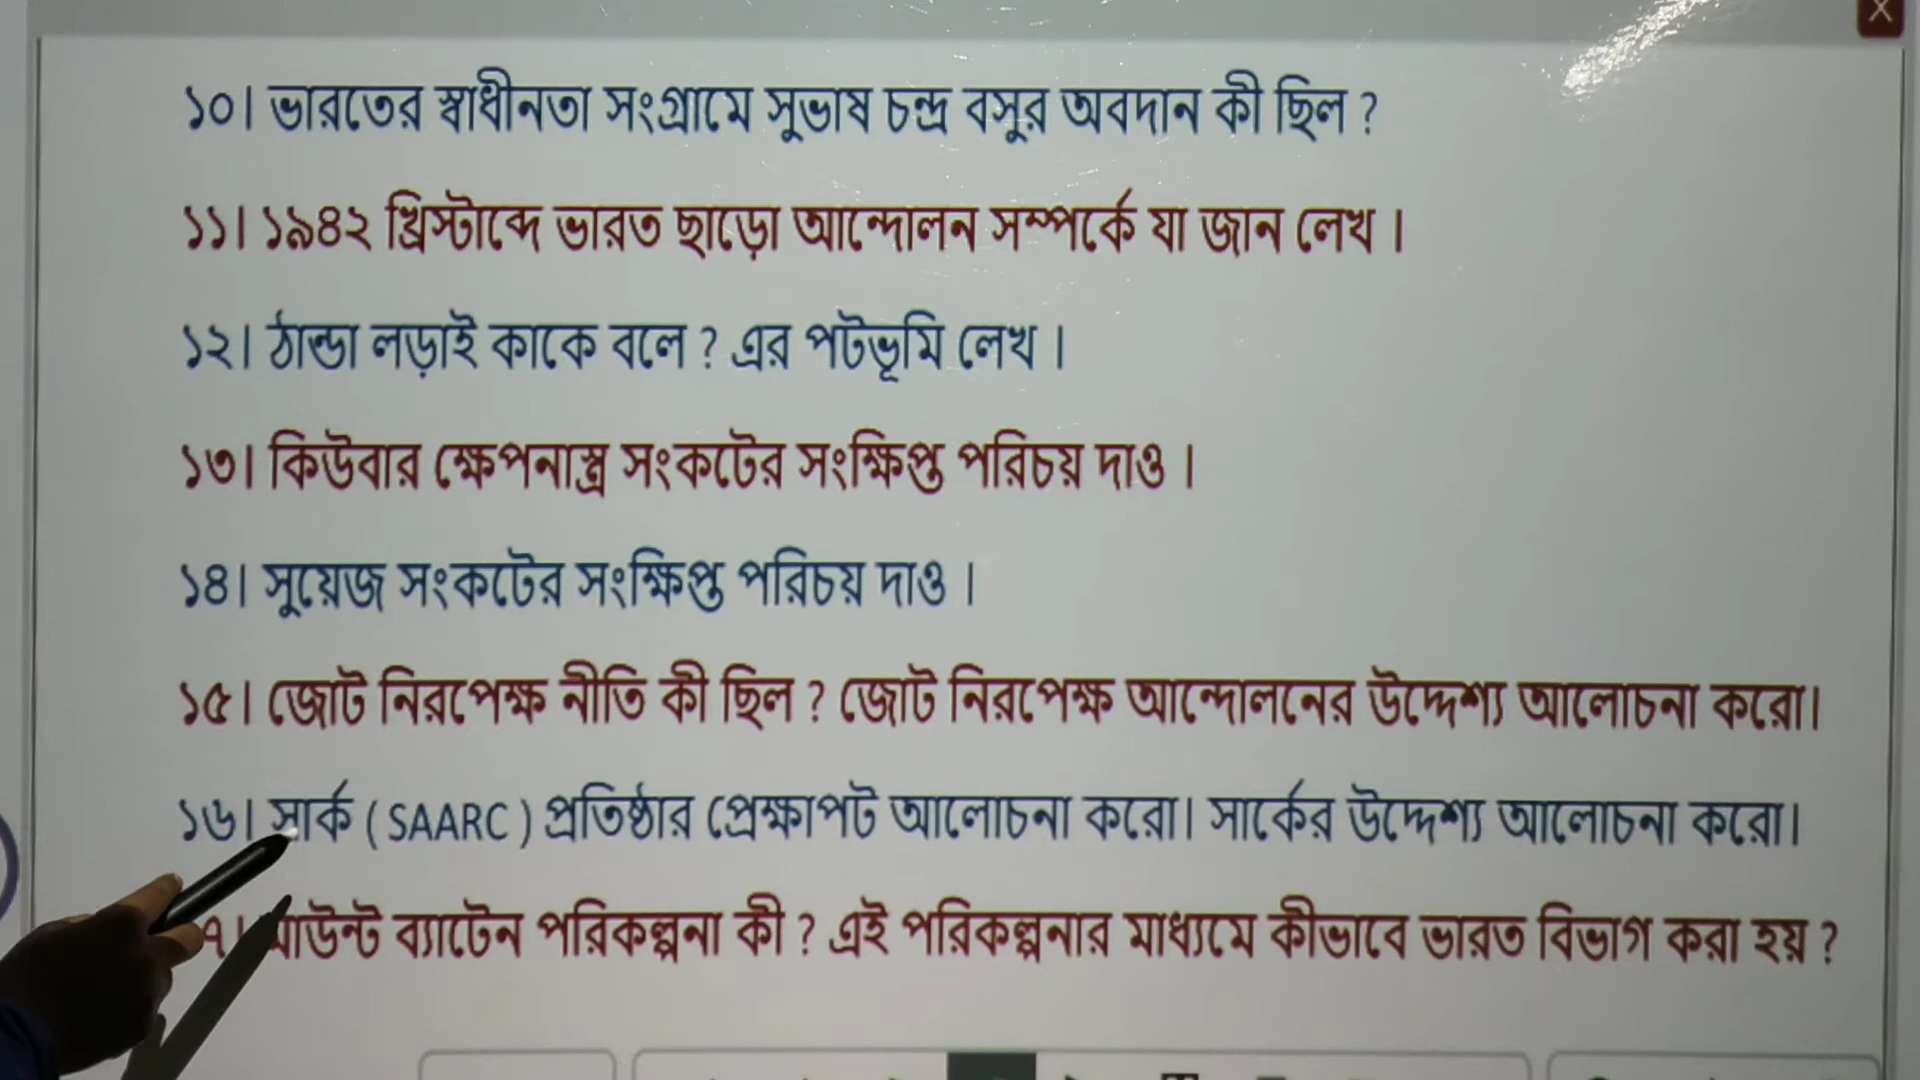 X
১০। ভারতের স্বাধীনতা সংগ্রামে সুভাষ চন্দ্র বসুর অবদান কী ছিল ?
১১। ১৯৪২ খ্রিস্টাব্দে ভারত ছাড়ো আন্দোলন সম্পর্কে যা জান লেখ ।
১২। ঠান্ডা লড়াই কাকে বলে ? এর পটভূমি লেখ ।
১৩। কিউবার ক্ষেপনাস্ত্র সংকটের সংক্ষিপ্ত পরিচয় দাও ।
১৪। সুয়েজ সংকটের সংক্ষিপ্ত পরিচয় দাও ।
১৫। জোট নিরপেক্ষ নীতি কী ছিল ? জোট নিরপেক্ষ আন্দোলনের উদ্দেশ্য আলোচনা করো।
১৬। সার্ক ( SAARC ) প্রতিষ্ঠার প্রেক্ষাপট আলোচনা করো। সার্কের উদ্দেশ্য আলোচনা করো।
৭। মাউন্ট ব্যাটেন পরিকল্পনা কী ? এই পরিকল্পনার মাধ্যমে কীভাবে ভারত বিভাগ করা হয় ?